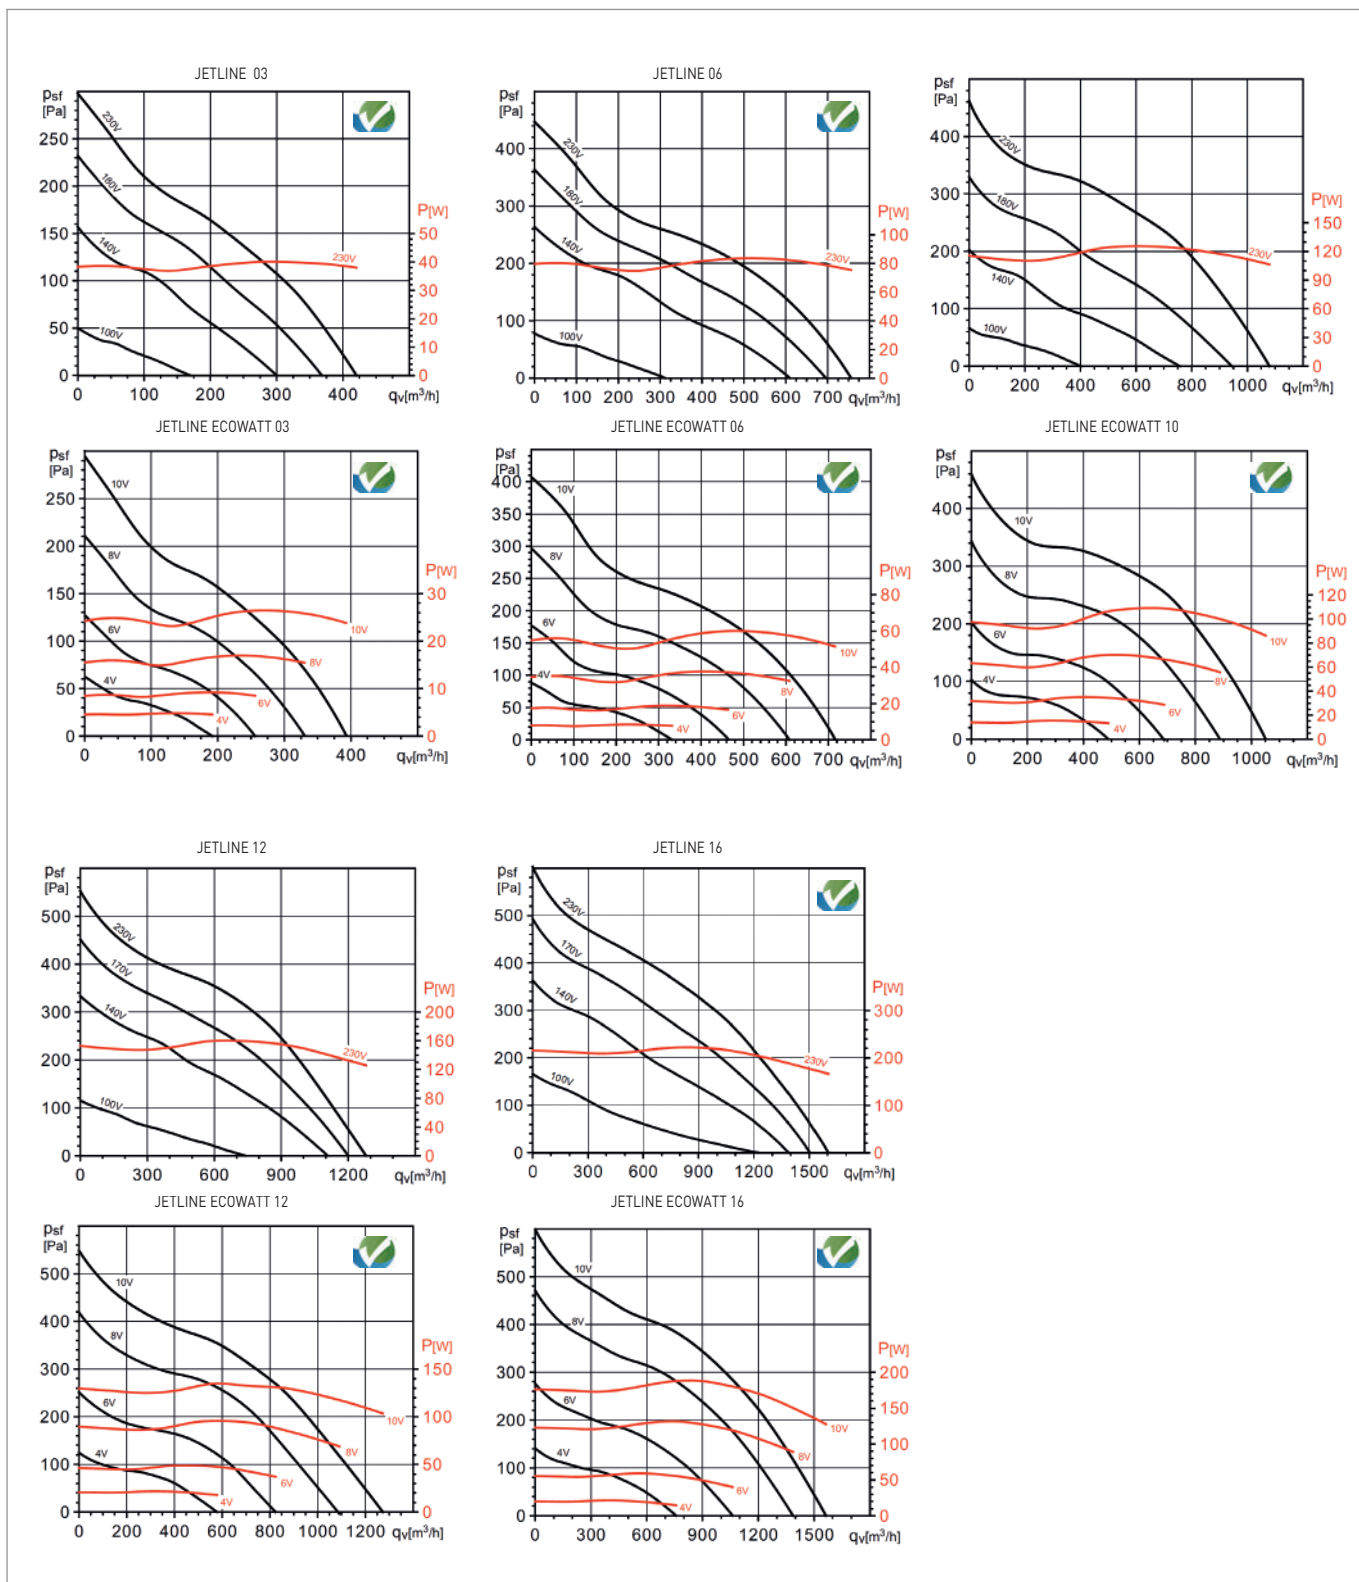 JETLINE 03
psf
[Pa]
250
200
150
100
50
0
230V
180V
140V
100V
230V
P[W]
50
40
30
20
10
0
0 100 200 300 400 qv[m³/h]
JETLINE 06
psf
[Pa]
400
300
200
100
0
230V
180V
140V
100V
230V
P[W]
100
80
60
40
20
0
0 100 200 300 400 500 600 700 qv[m³/h]
psf
[Pa]
400
300
200
100
0
230V
180V
140V
100V
230V
P[W]
150
120
90
60
30
0
0 200 400 600 800 1000 qv[m³/h]
JETLINE ECOWATT 03
psf
[Pa]
250
200
150
100
50
0
10V
8V
6V
4V
10V
8V
6V
4V
P[W]
30
20
10
0
0 100 200 300 400 qv[m³/h]
JETLINE ECOWATT 06
psf
[Pa]
400
350
300
250
200
150
100
50
0
10V
8V
6V
4V
10V
8V
6V
4V
P[W]
80
60
40
20
0
0 100 200 300 400 500 600 700 qv[m³/h]
JETLINE ECOWATT 10
psf
[Pa]
400
300
200
100
0
10V
8V
6V
4V
10V
8V
6V
4V
P[W]
120
100
80
60
40
20
0
0 200 400 600 800 1000 qv[m³/h]
JETLINE 12
psf
[Pa]
500
400
300
200
100
0
230V
170V
140V
100V
230V
P[W]
200
160
120
80
40
0
0 300 600 900 1200 qv[m³/h]
JETLINE 16
psf
[Pa]
500
400
300
200
100
0
230V
170V
140V
100V
230V
P[W]
300
200
100
0
0 300 600 900 1200 1500 qv[m³/h]
JETLINE ECOWATT 12
psf
[Pa]
500
400
300
200
100
0
10V
8V
6V
4V
10V
8V
6V
4V
P[W]
150
100
50
0
0 200 400 600 800 1000 1200 qv[m³/h]
JETLINE ECOWATT 16
psf
[Pa]
500
400
300
200
100
0
10V
8V
6V
4V
10V
8V
6V
4V
P[W]
200
150
100
50
0
0 300 600 900 1200 1500 qv[m³/h]